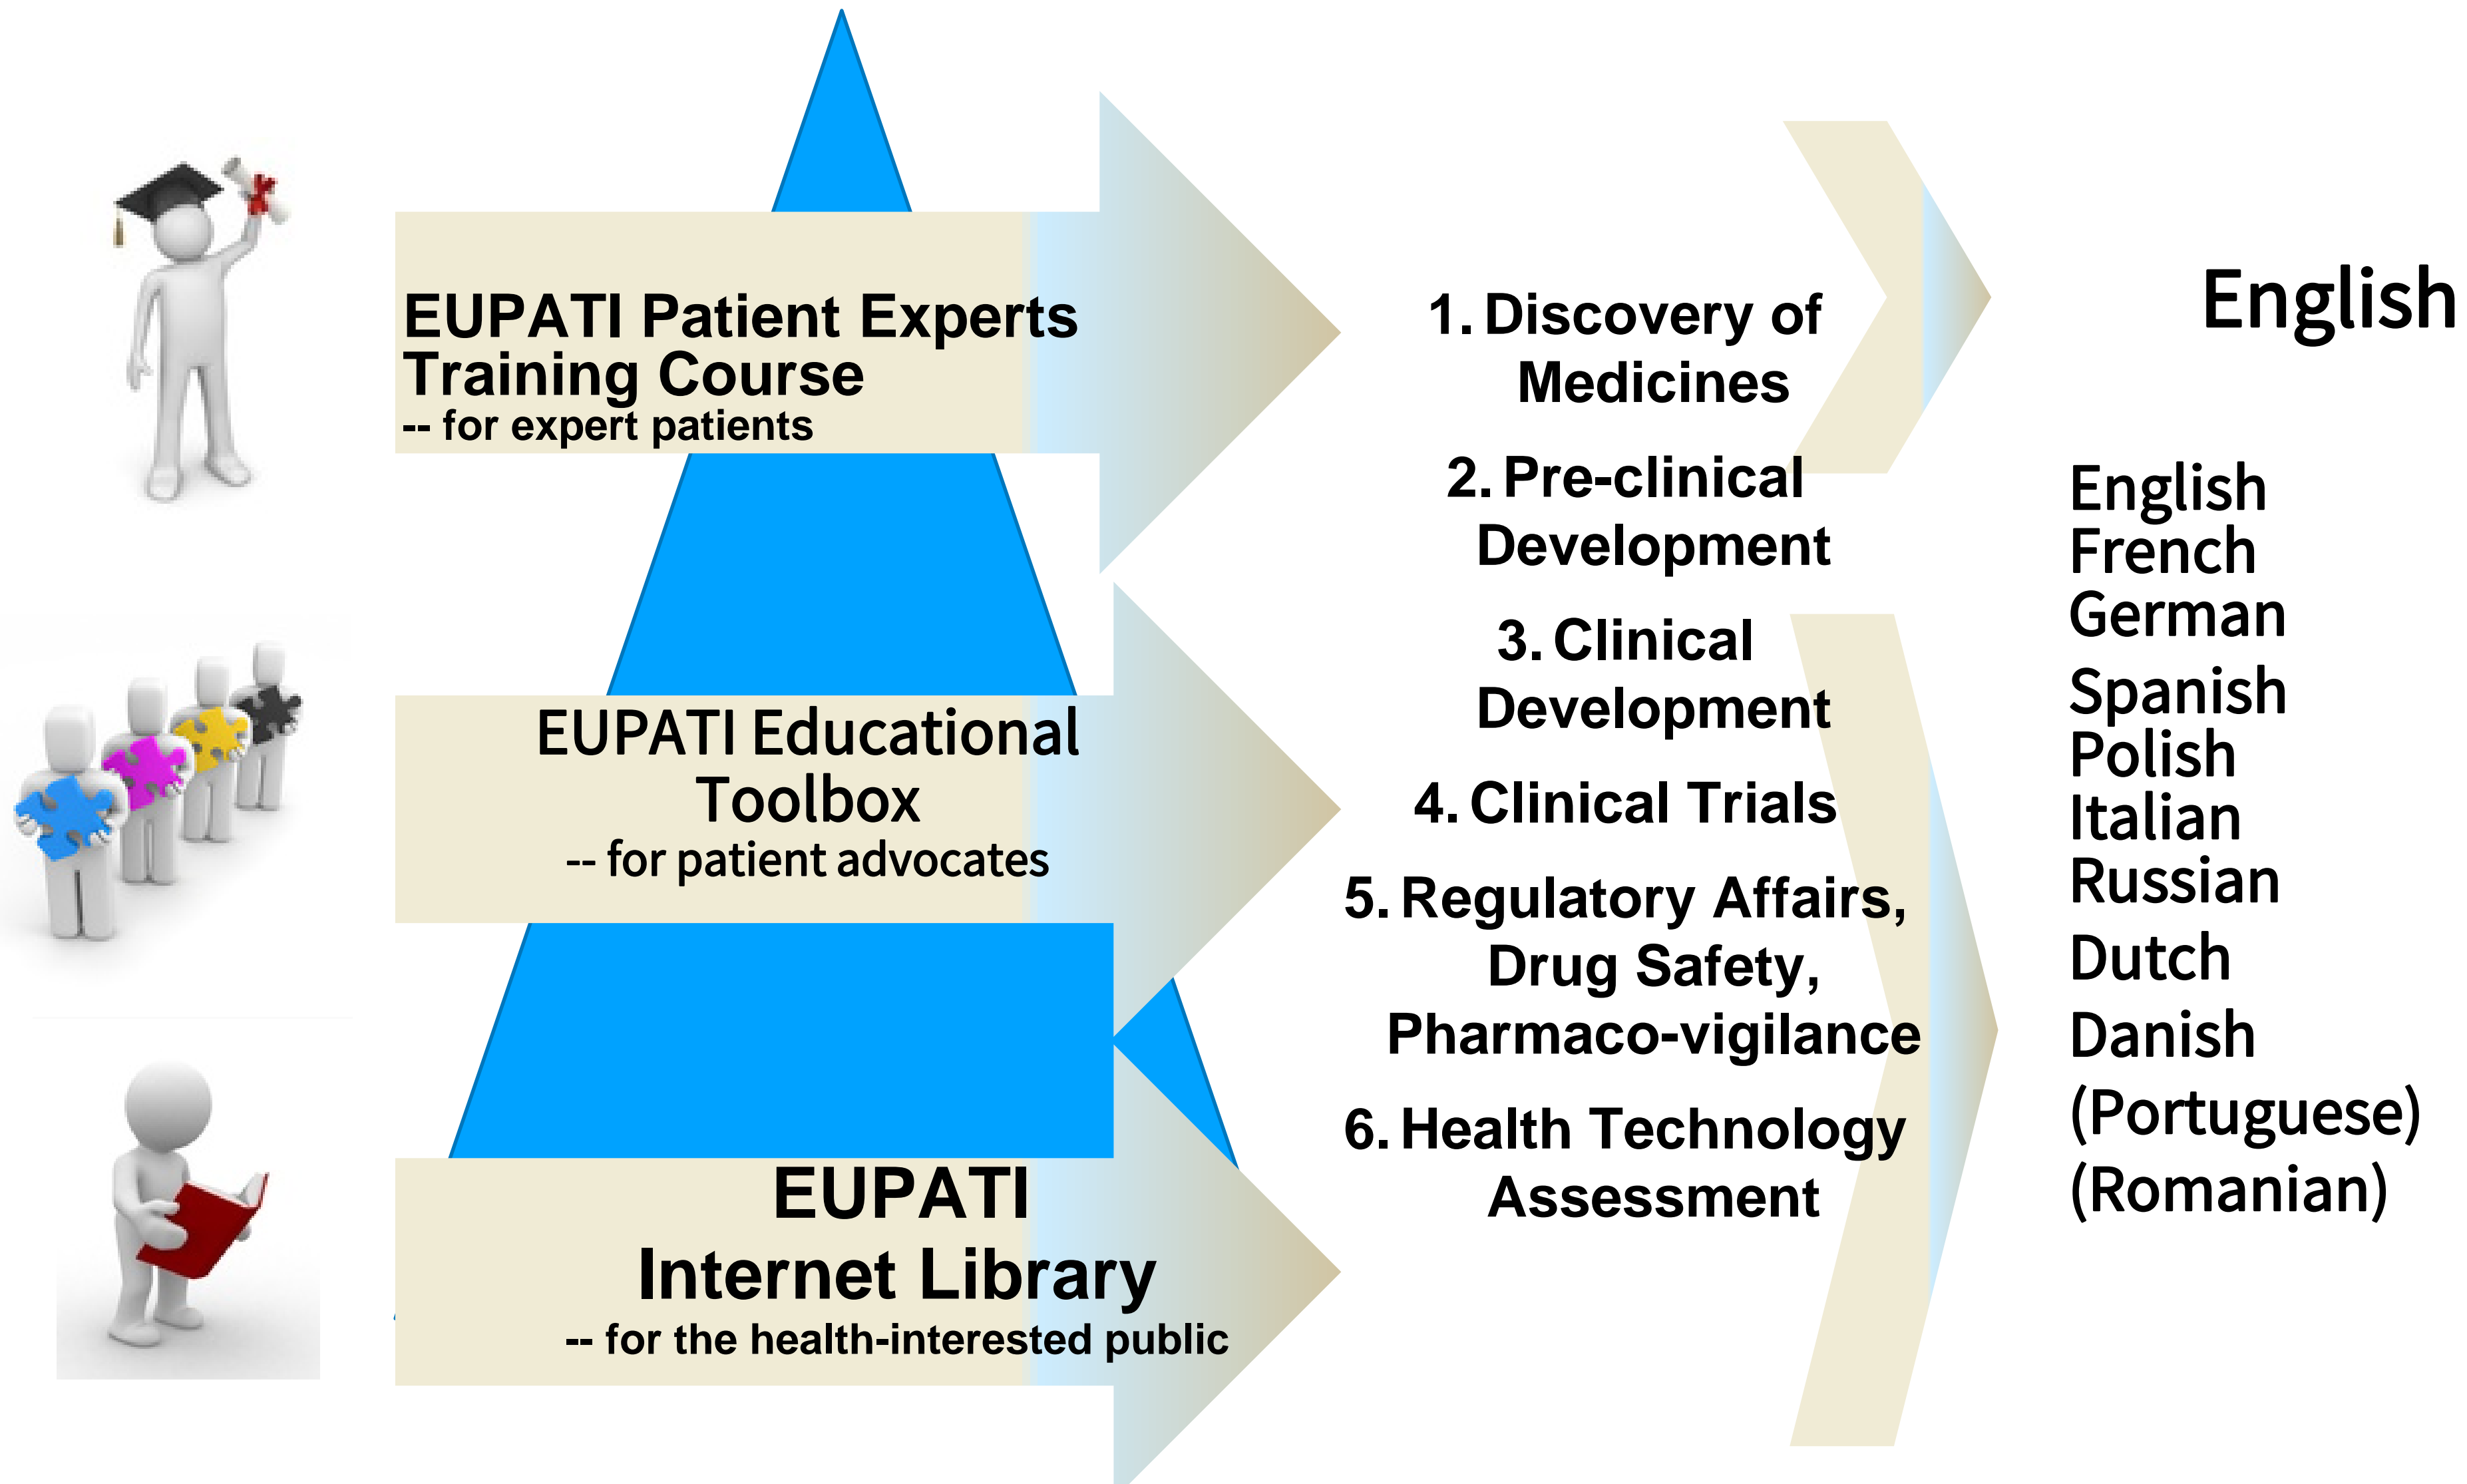 EUPATI Patient Experts
Training Course
-- for expert patients
EUPATI Educational
Toolbox
-- for patient advocates
EUPATI
Internet Library
-- for the health-interested public
1. Discovery of
Medicines
2. Pre-clinical
Development
3. Clinical
Development
4. Clinical Trials
5. Regulatory Affairs,
Drug Safety,
Pharmaco-vigilance
6. Health Technology
Assessment
English
English
French
German
Spanish
Polish
Italian
Russian
Dutch
Danish
(Portuguese)
(Romanian)